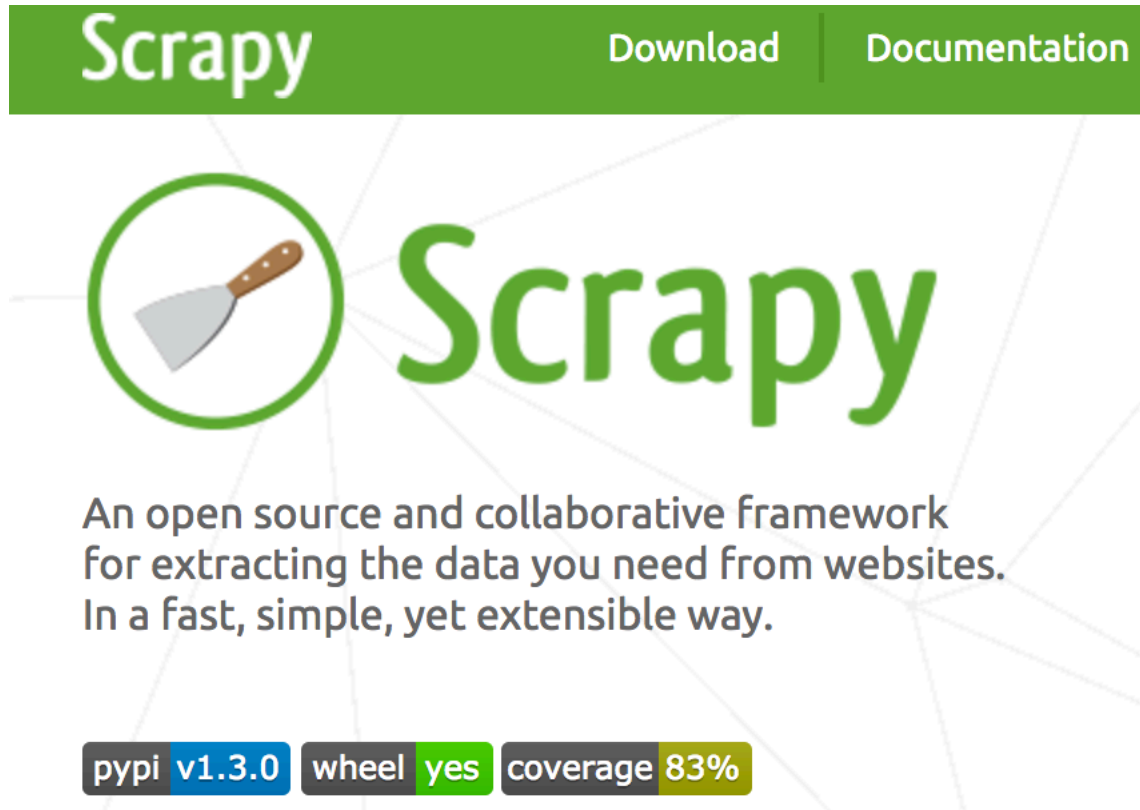 Scrapy Download Documentation
Scrapy
An open source and collaborative framework
for extracting the data you need from websites.
In a fast, simple, yet extensible way.
pypi v1.3.0 wheel yes coverage 83%